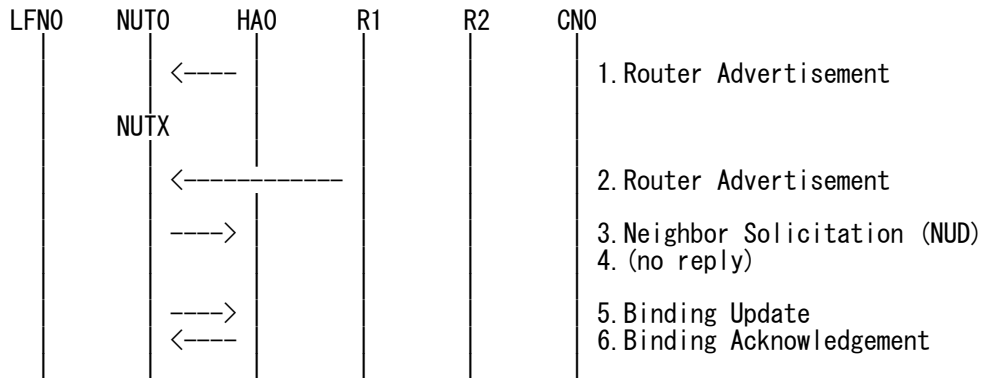 LFN0 NUT0 HA0 R1 R2 CN0
<---- 1.Router Advertisement
NUTX
<------------ 2.Router Advertisement
----> 3.Neighbor Solicitation (NUD)
4.(no reply)
----> 5.Binding Update
<---- 6.Binding Acknowledgement